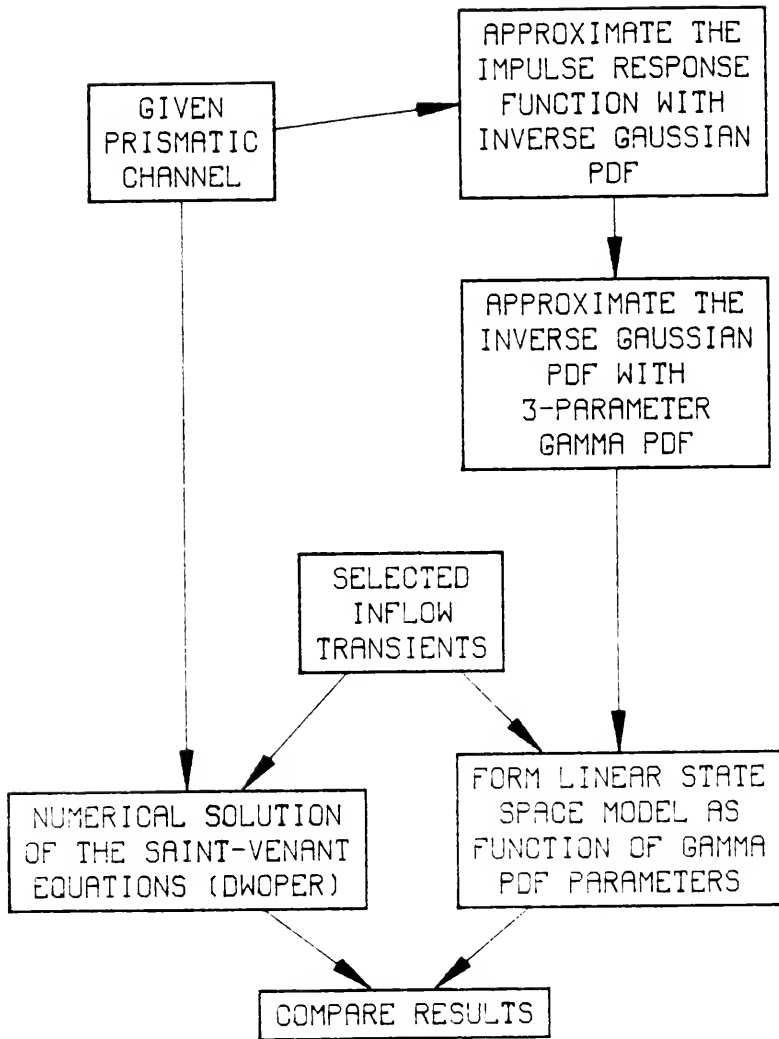 GIVEN
PRISMATIC
CHANNEL
APPROXIMATE THE
IMPULSE RESPONSE
FUNCTION WITH
INVERSE GAUSSIAN
PDF
APPROXIMATE THE
INVERSE GAUSSIAN
PDF WITH
3-PARAMETER
GAMMA PDF
SELECTED
INFLOW
TRANSIENTS
NUMERICAL SOLUTION
OF THE SAINT-VENANT
EQUATIONS (DWOPER)
FORM LINEAR STATE
SPACE MODEL AS
FUNCTION OF GAMMA
PDF PARAMETERS
COMPARE RESULTS